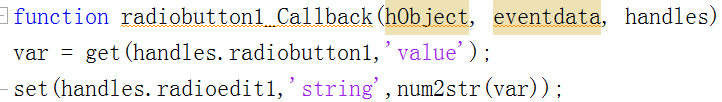 function radiobutton1_Callback(hObject, eventdata, handles)
var = get(handles.radiobutton1,'value');
set(handles.radioedit1,'string',num2str(var));